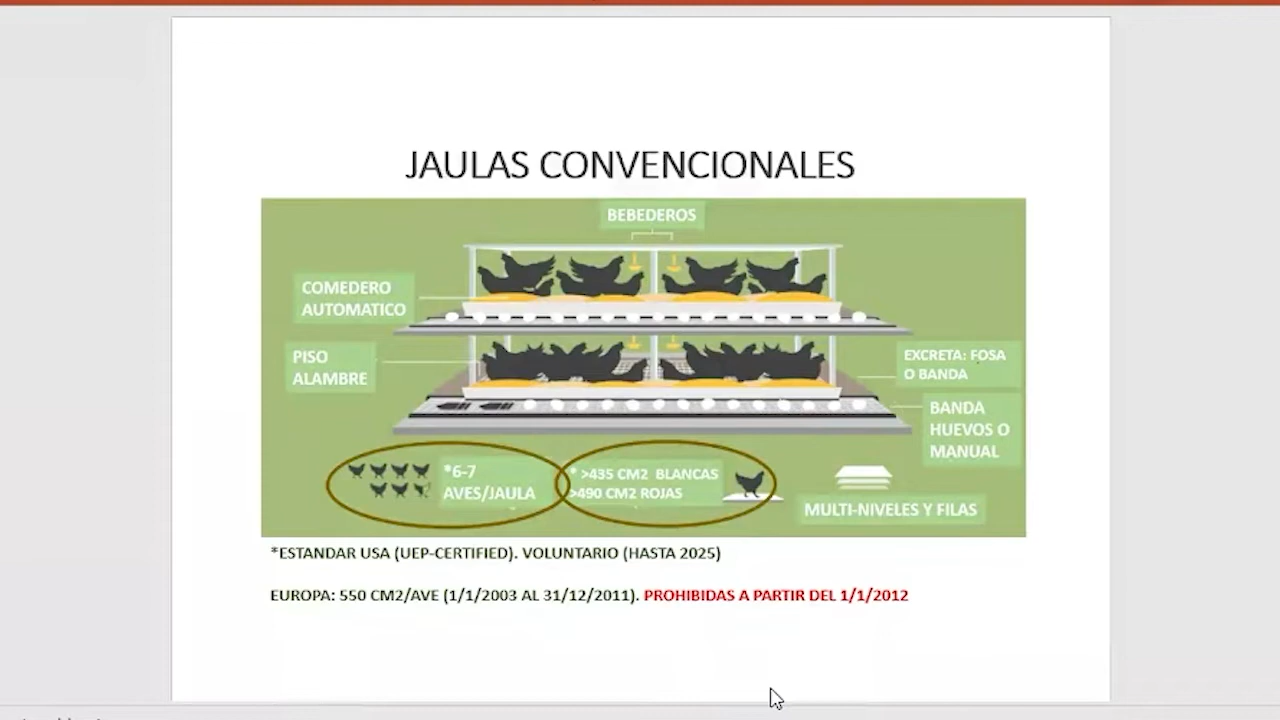 JAULAS CONVENCIONALES
BEBEDEROS
COMEDERO
AUTOMATICO
PISO
ALAMBRE
EXCRETA: FOSA
O BANDA
BANDA
HUEVOS O
MANUAL
*6-7
AVES/JAULA
* >435 CM2 BLANCAS
>490 CM2 ROJAS
MULTI-NIVELES Y FILAS
*ESTANDAR USA (UEP-CERTIFIED). VOLUNTARIO (HASTA 2025)
EUROPA: 550 CM2/AVE (1/1/2003 AL 31/12/2011). PROHIBIDAS A PARTIR DEL 1/1/2012